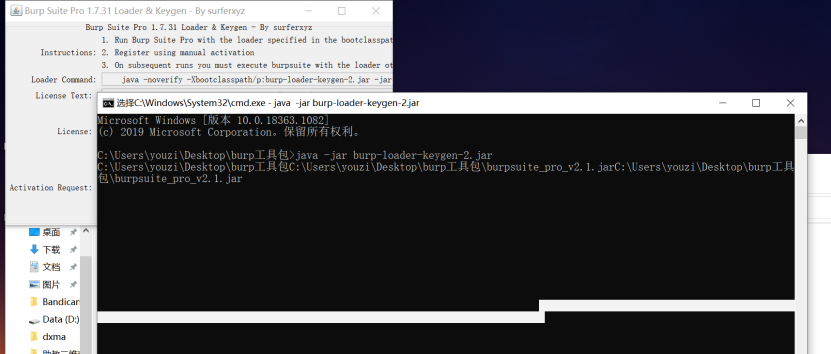 Burp Suite Pro 1.7.31 Loader & Keygen - By surferxyz
Burp Suite Pro 1.7.31 Loader & Keygen - By surferxyz
1. Run Burp Suite Pro with the loader specified in the bootclasspat
Instructions: 2. Register using manual activation
3. On subsequent runs you must execute burpsuite with the loader ot
Loader Command: java -noverify -Xbootclasspath/p:burp-loader-keygen-2.jar -jar
License Text:
License:
Activation Request:
选择C:\Windows\System32\cmd.exe - java -jar burp-loader-keygen-2.jar
Microsoft Windows [版本 10.0.18363.1082]
(c) 2019 Microsoft Corporation。保留所有权利。
C:\Users\youzi\Desktop\burp工具包>java -jar burp-loader-keygen-2.jar
C:\Users\youzi\Desktop\burp工具包C:\Users\youzi\Desktop\burp工具包\burpsuite_pro_v2.1.jarC:\Users\youzi\Desktop\burp工具
包\burpsuite_pro_v2.1.jar
桌面
下载
文档
图片
Bandican
Data (D:)
dxma